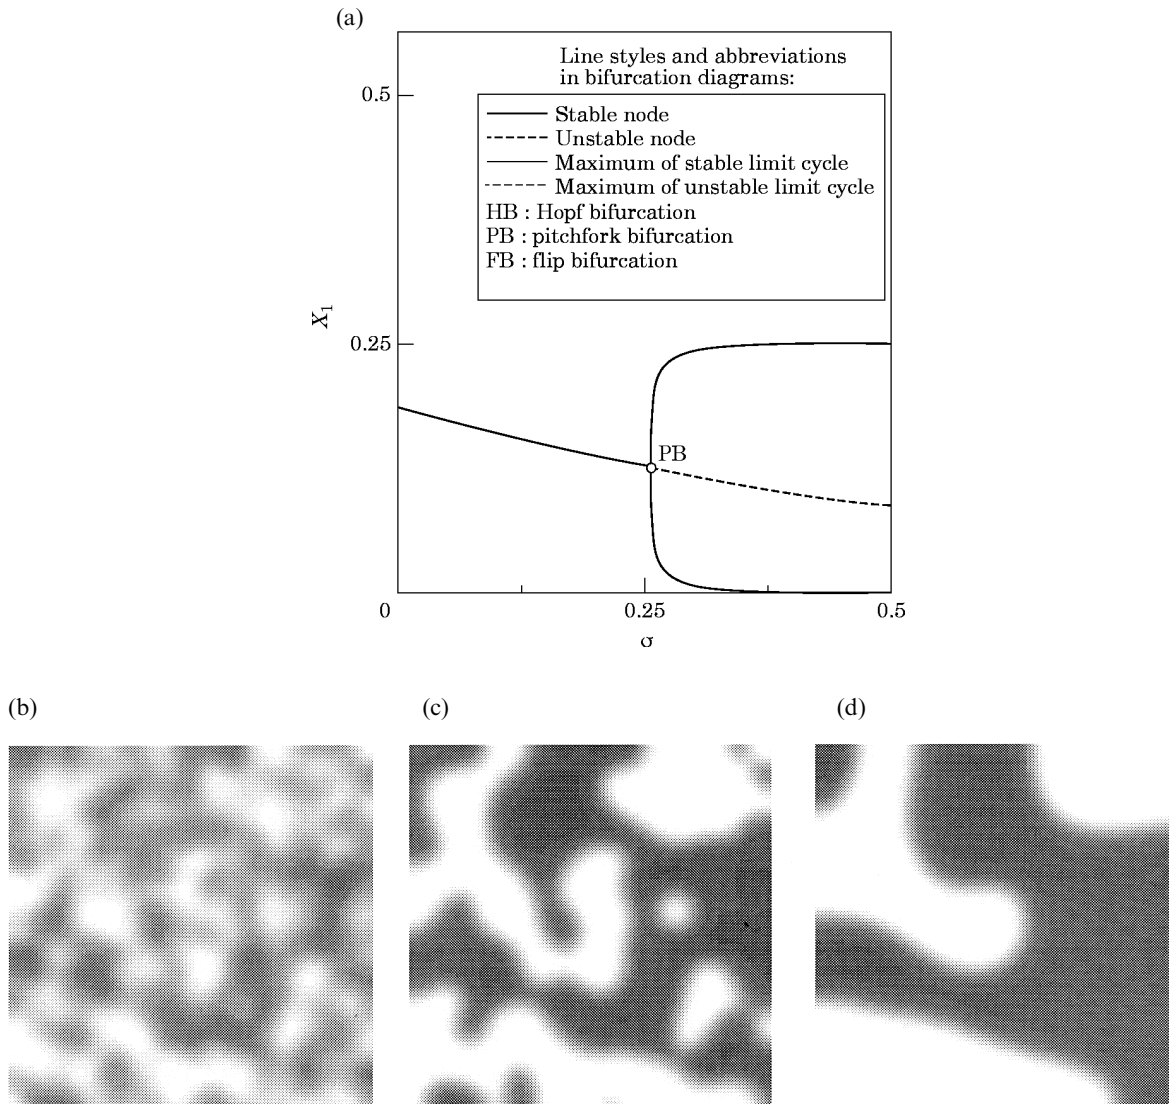 (a)
Line styles and abbreviations
in bifurcation diagrams:
0.5
Stable node
Unstable node
Maximum of stable limit cycle
Maximum of unstable limit cycle
HB : Hopf bifurcation
PB : pitchfork bifurcation
FB : flip bifurcation
X₁
0.25
PB
0
0.25
0.5
σ
(b)
(c)
(d)